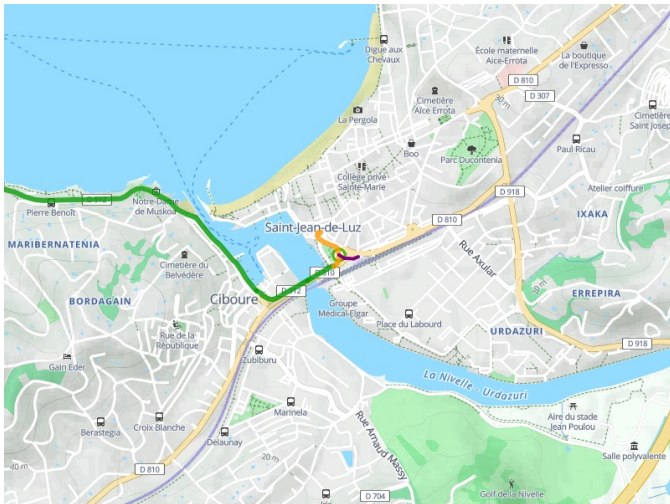 Digue aux
Chevaux
École maternelle
Aice-Errota
La boutique
de l'Expresso
D 810
30 m
D 307
Cimetière
Aice Errota
Cimetière
Saint Joseph
La Pergola
Boo
Paul Ricau
Parc Ducontenia
Collège privé
Sainte-Marie
Atelier coiffure
D 918
D 912
Pierre Benoît
Notre-Dame
de Muskoa
IXAKA
D 810
Saint-Jean-de-Luz
MARIBERNATENIA
Rue Axular
Cimetière du
Belvédère
D 810
D 912
ERREPIRA
BORDAGAIN
Ciboure
Groupe
Médical Elgar
Place du Labourd
URDAZURI
Rue de la
République
D 918
Zubiburu
Gain Eder
La Nivelle - Urdazuri
Marinela
Aire du stade
Jean Poulou
Berastegia
Croix Blanche
Rue Arnaud Massy
Delaunay
Salle polyvalente
20 m
40 m
D 810
Golf de la Nivelle
D 704